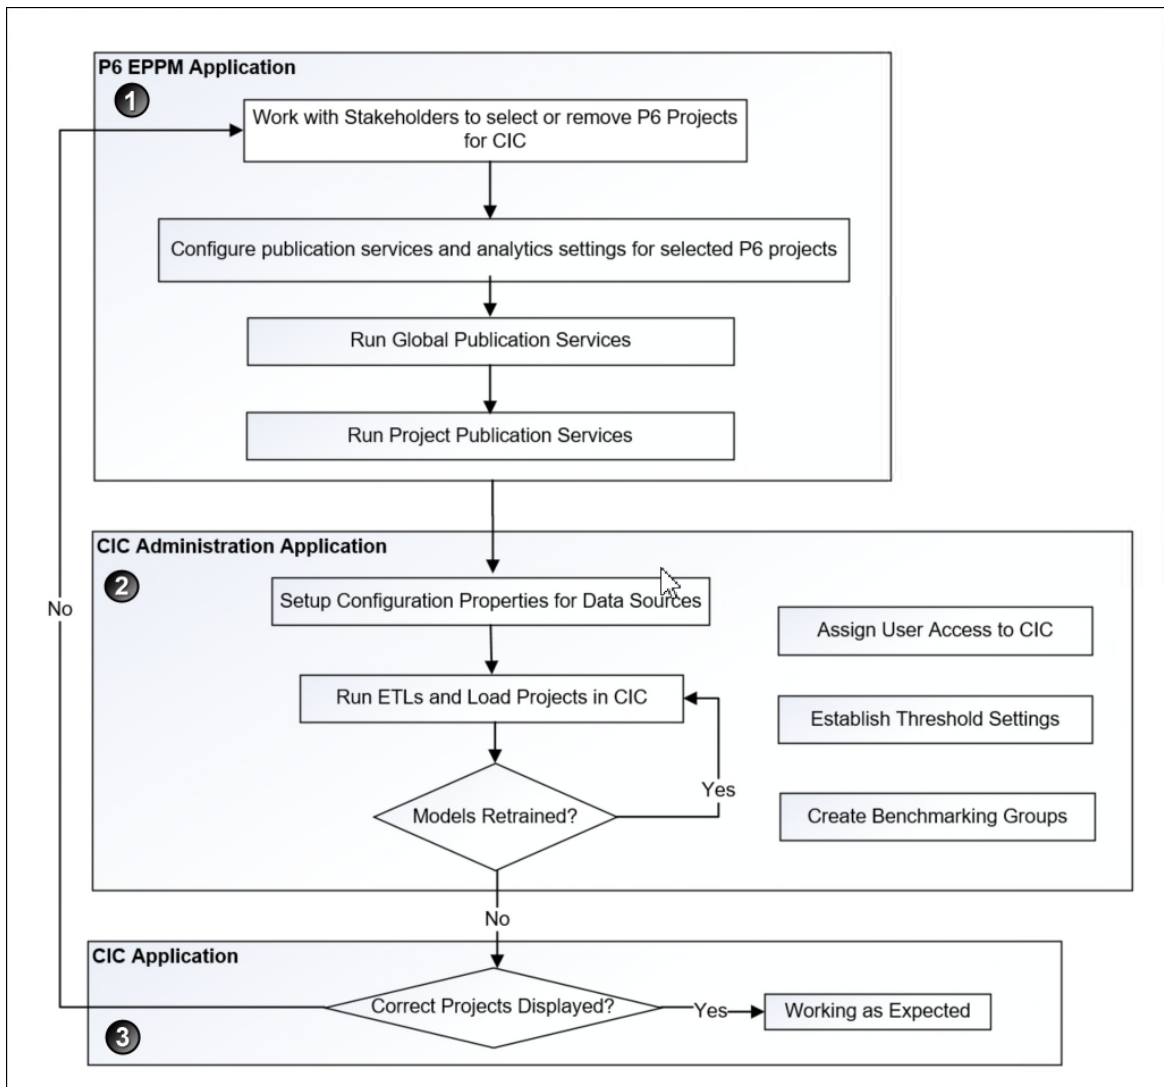 P6 EPPM Application
1
Work with Stakeholders to select or remove P6 Projects
for CIC
Configure publication services and analytics settings for selected P6 projects
Run Global Publication Services
Run Project Publication Services
CIC Administration Application
2
Setup Configuration Properties for Data Sources
No
Assign User Access to CIC
Run ETLs and Load Projects in CIC
Establish Threshold Settings
Yes
Models Retrained?
Create Benchmarking Groups
No
CIC Application
Correct Projects Displayed?
Yes
Working as Expected
3